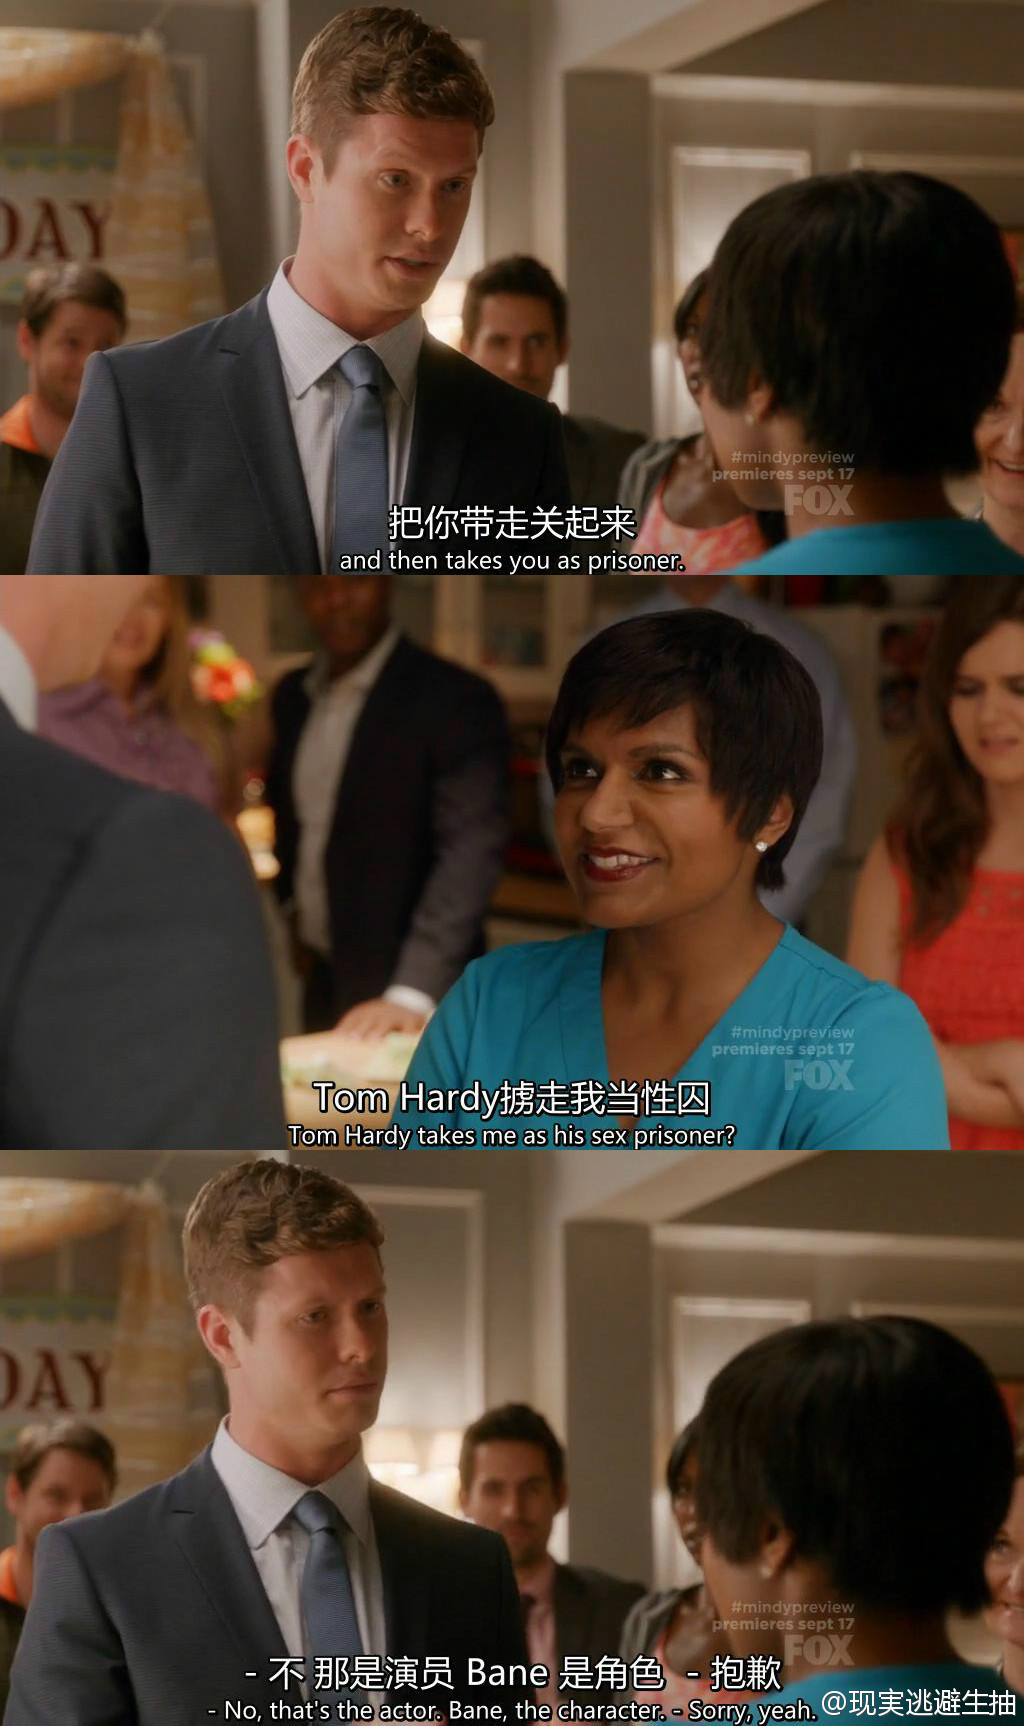 DAY
#mindypreview
premieres sept 17
FOX
把你带走关起来
and then takes you as prisoner.
#mindypreview
premieres sept 17
FOX
Tom Hardy掳走我当性囚
Tom Hardy takes me as his sex prisoner?
DAY
#mindypreview
premieres sept 17
FOX
- 不 那是演员 Bane 是角色 - 抱歉
- No, that's the actor. Bane, the character. - Sorry, yeah.
@现实逃避生抽